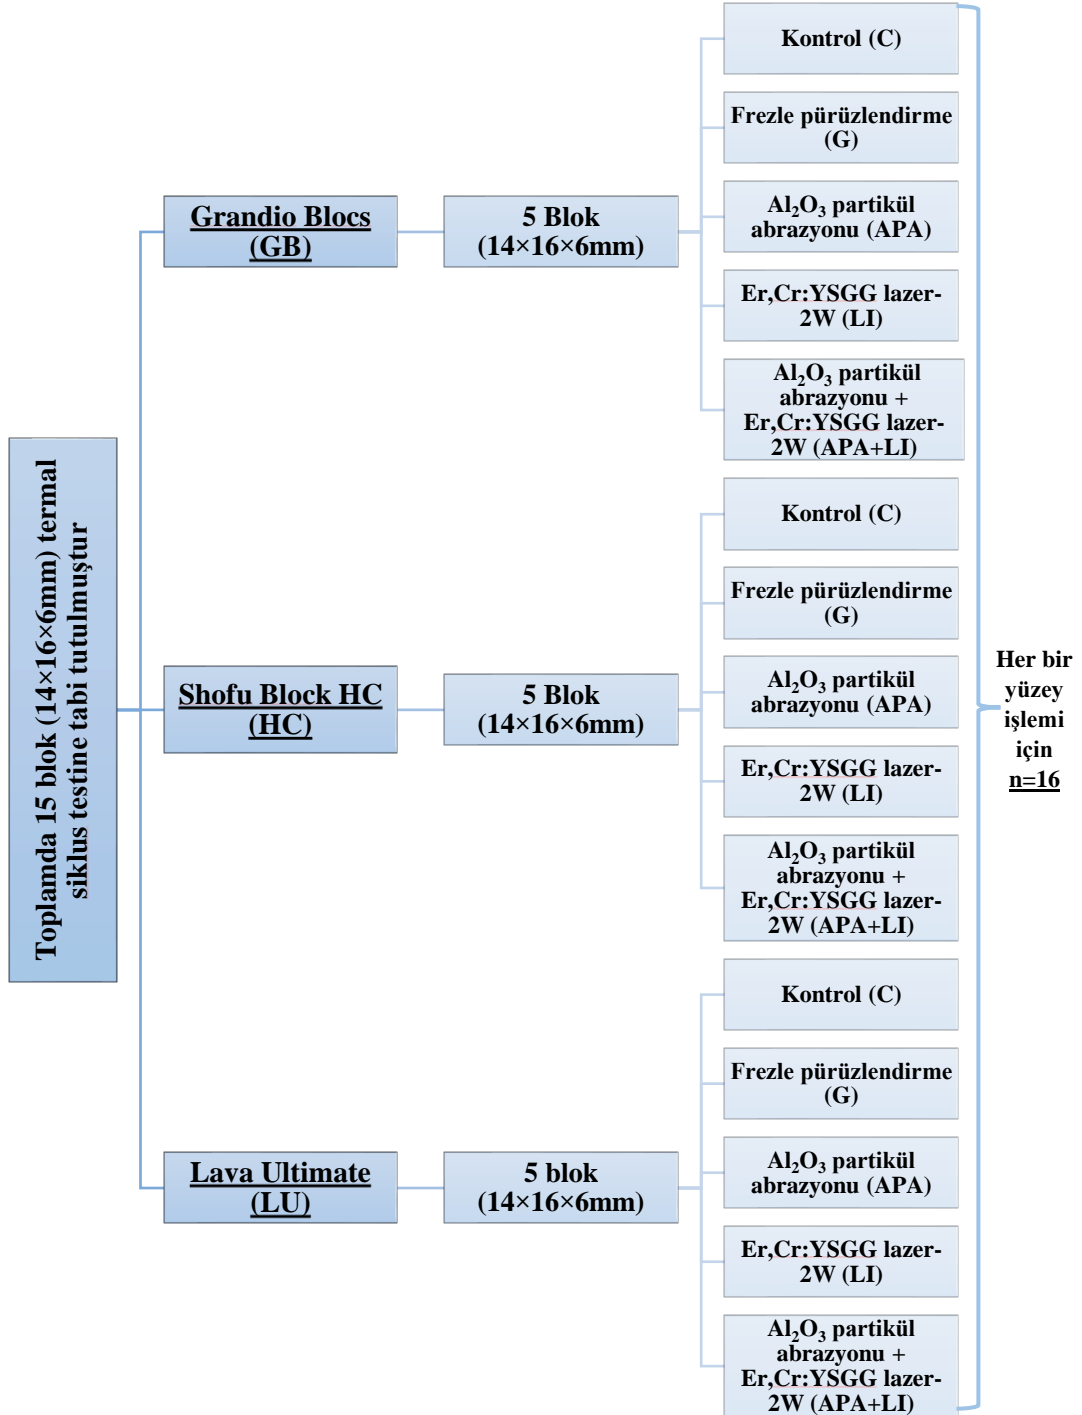 Toplamda 15 blok (14×16×6mm) termal
siklus testine tabi tutulmuştur
Grandio Blocs
(GB)
5 Blok
(14×16×6mm)
Kontrol (C)
Frezle pürüzlendirme
(G)
Al₂O₃ partikül
abrazyonu (APA)
Er,Cr:YSGG lazer-
2W (LI)
Al₂O₃ partikül
abrazyonu +
Er,Cr:YSGG lazer-
2W (APA+LI)
Shofu Block HC
(HC)
5 Blok
(14×16×6mm)
Kontrol (C)
Frezle pürüzlendirme
(G)
Al₂O₃ partikül
abrazyonu (APA)
Er,Cr:YSGG lazer-
2W (LI)
Al₂O₃ partikül
abrazyonu +
Er,Cr:YSGG lazer-
2W (APA+LI)
Lava Ultimate
(LU)
5 blok
(14×16×6mm)
Kontrol (C)
Frezle pürüzlendirme
(G)
Al₂O₃ partikül
abrazyonu (APA)
Er,Cr:YSGG lazer-
2W (LI)
Al₂O₃ partikül
abrazyonu +
Er,Cr:YSGG lazer-
2W (APA+LI)
Her bir
yüzey
işlemi
için
n=16